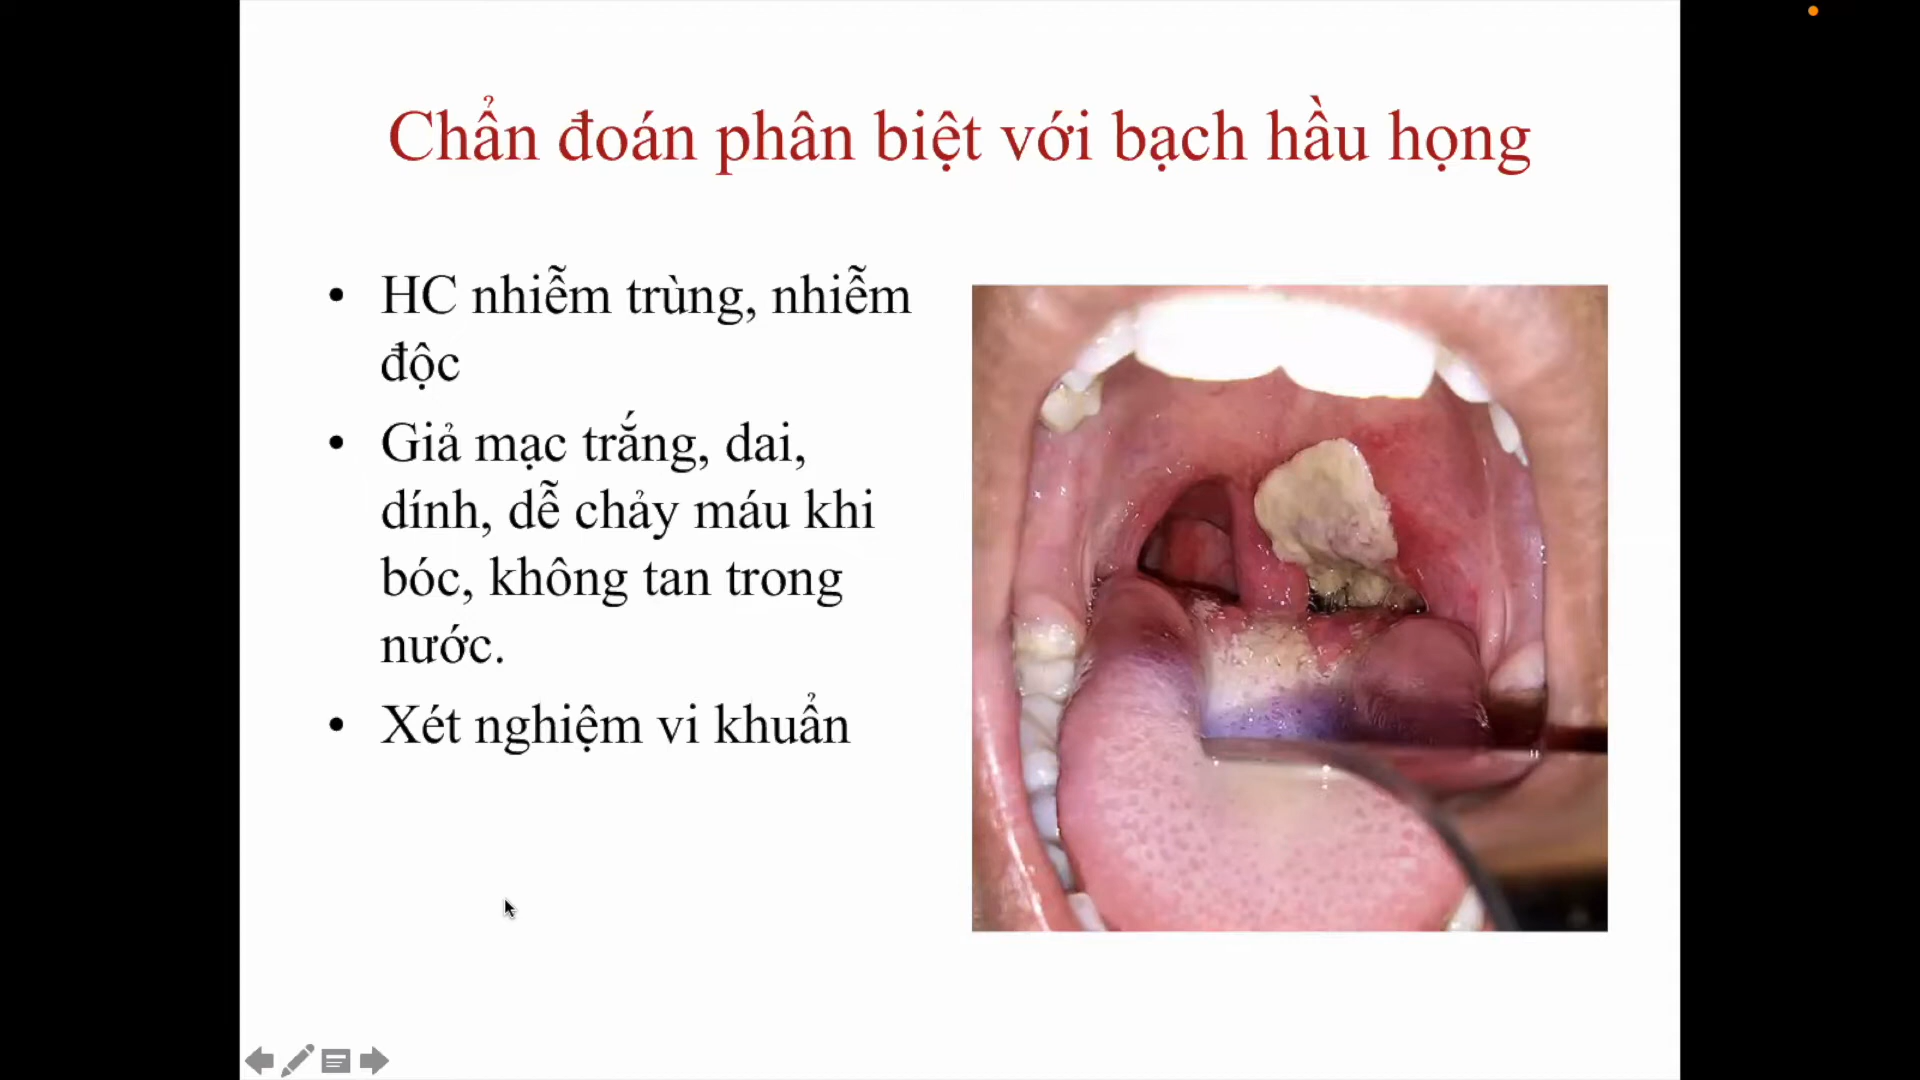 Chẩn đoán phân biệt với bạch hầu họng
• HC nhiễm trùng, nhiễm
độc
• Giả mạc trắng, dai,
dính, dễ chảy máu khi
bóc, không tan trong
nước.
• Xét nghiệm vi khuẩn